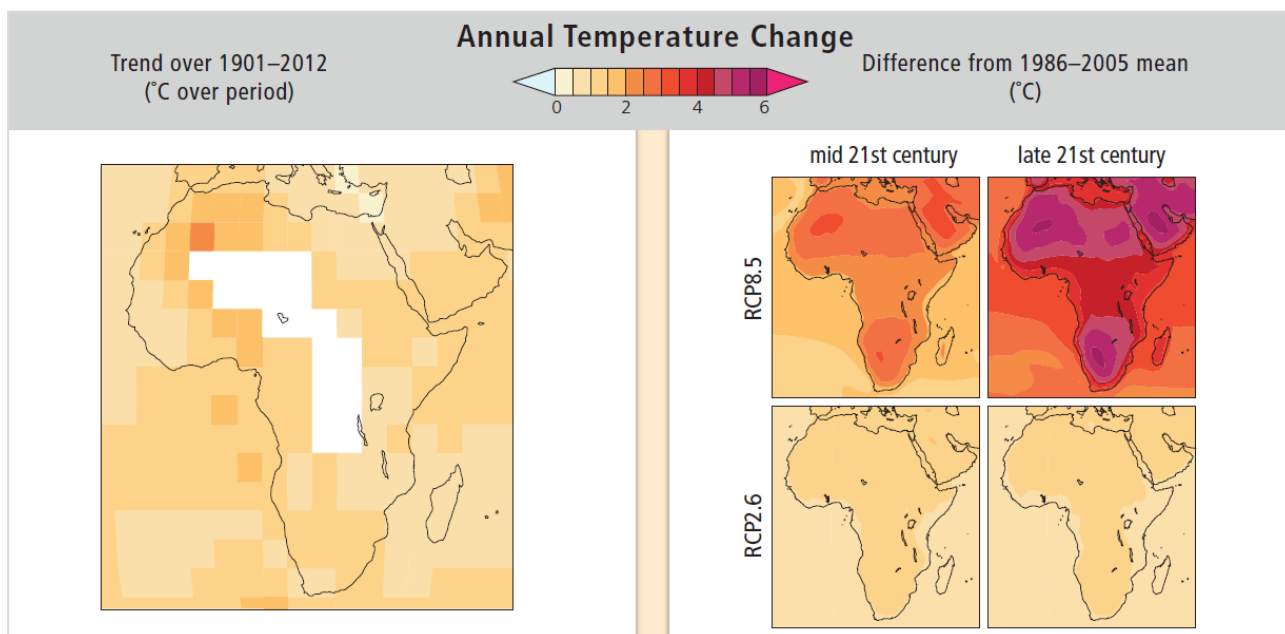 Annual Temperature Change
Trend over 1901–2012
(˚C over period)
0 2 4 6
Difference from 1986–2005 mean
(˚C)
mid 21st century
late 21st century
RCP8.5
RCP2.6